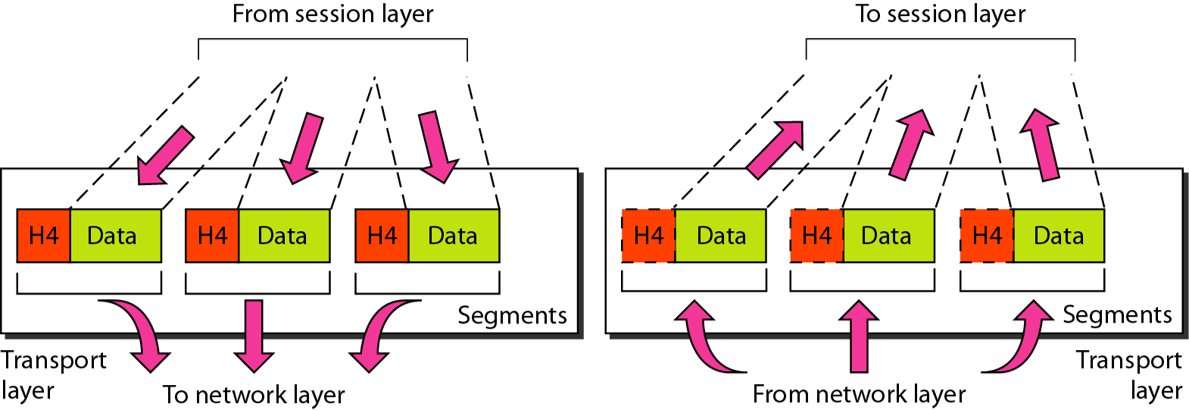 From session layer
H4 Data H4 Data H4 Data
Segments
Transport
layer
To network layer
To session layer
H4 Data H4 Data H4 Data
Segments
From network layer
Transport
layer